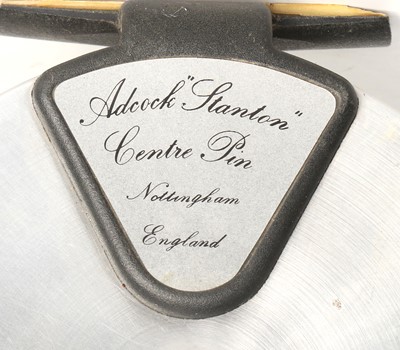 Adcock "Stanton"
Centre Pin
Nottingham
England